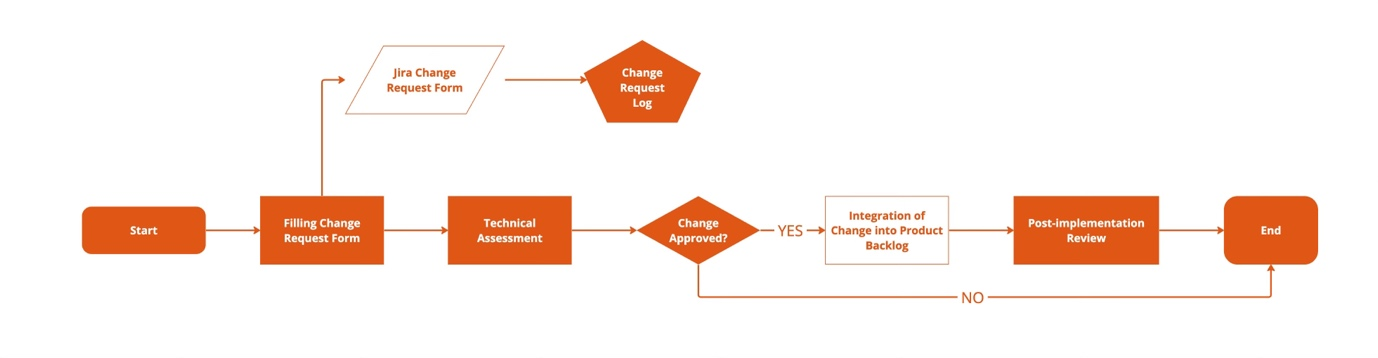 Jira Change
Request Form
Change
Request
Log
Start
Filling Change
Request Form
Technical
Assessment
Change
Approved?
YES
Integration of
Change into Product
Backlog
Post-implementation
Review
End
NO